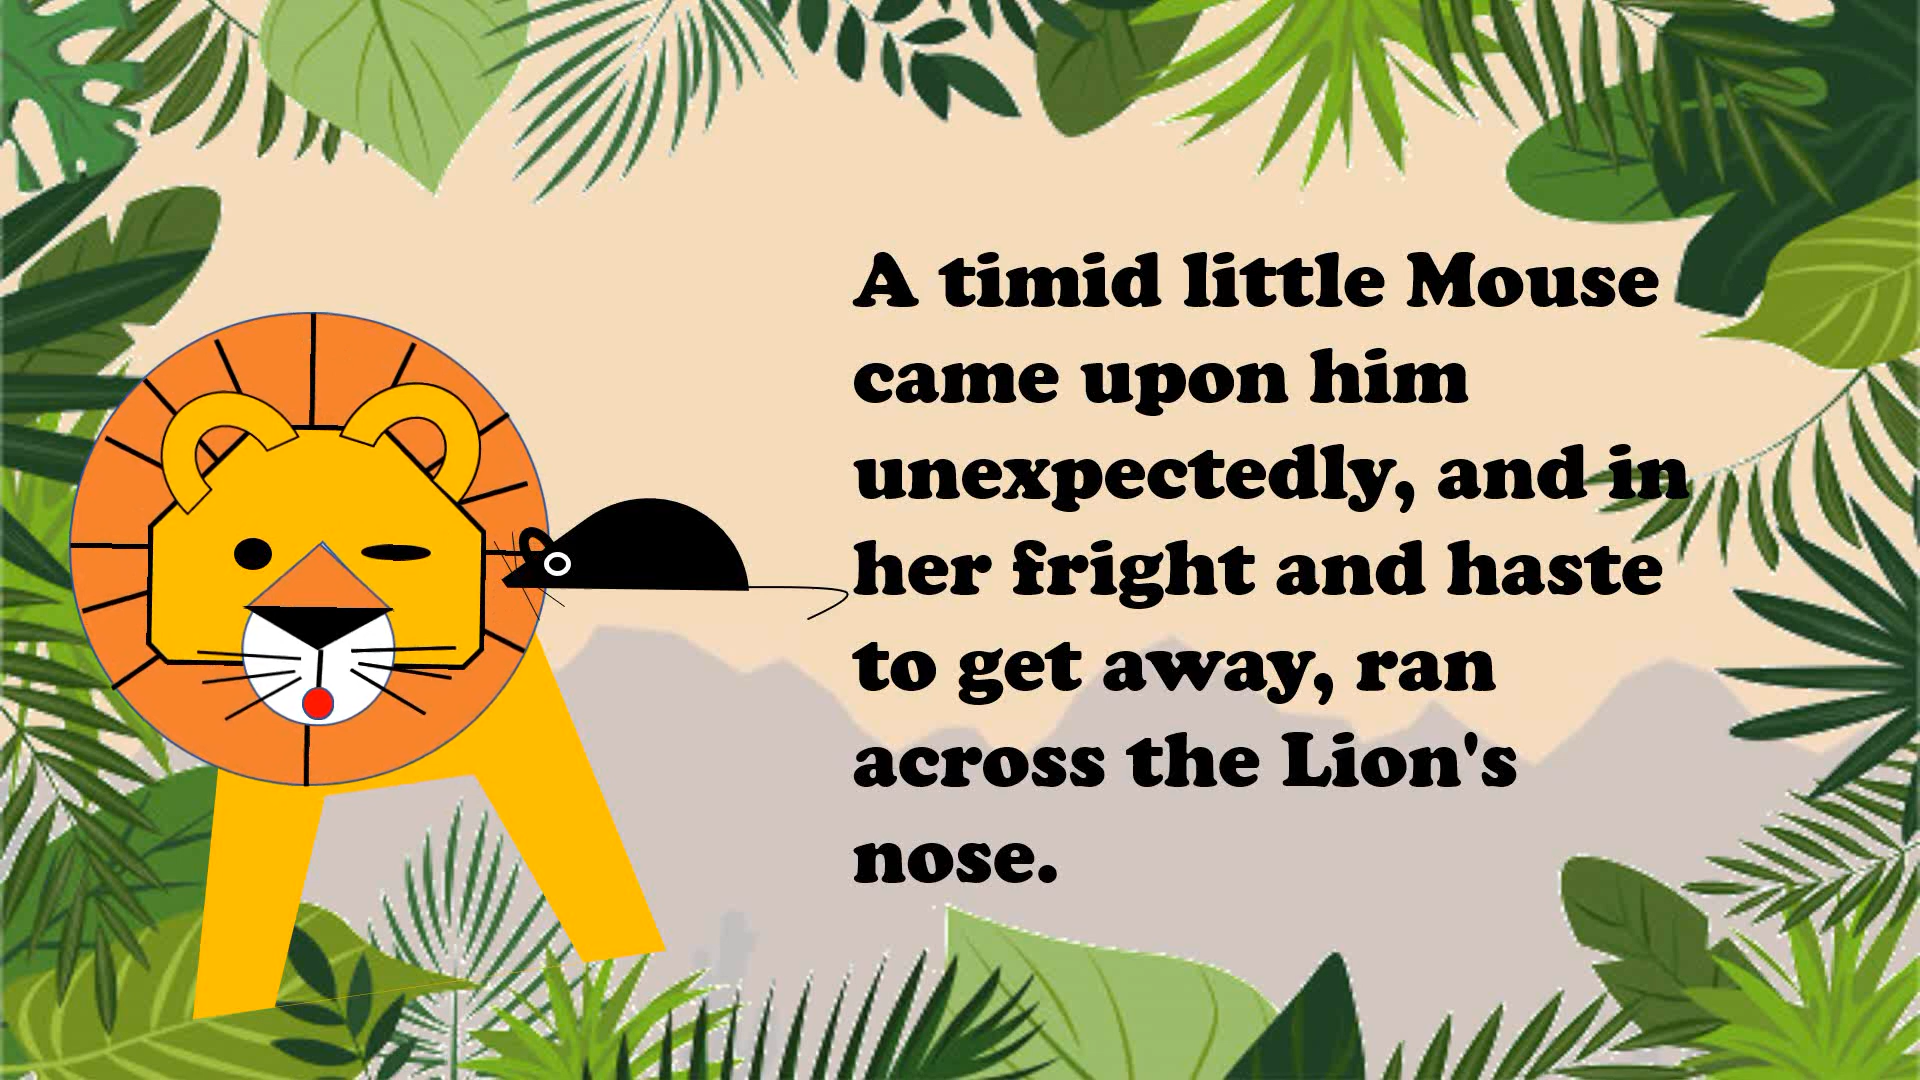 A timid little Mouse
came upon him
unexpectedly, and in
her fright and haste
to get away, ran
across the Lion's
nose.